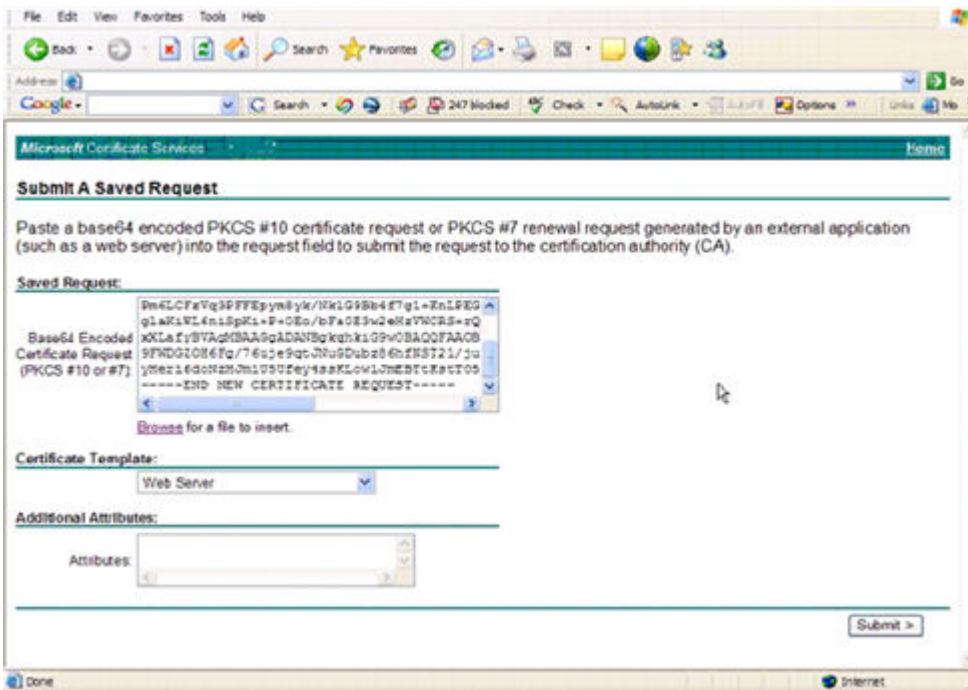 File Edit View Favorites Tools Help
Back Search Favorites
Address Go
Google Search 247 blocked Check AutoLink AutoFill Options Links
Microsoft Certificate Services Home
Submit A Saved Request
Paste a base64 encoded PKCS #10 certificate request or PKCS #7 renewal request generated by an external application
(such as a web server) into the request field to submit the request to the certification authority (CA).
Saved Request:
Base64 Encoded
Certificate Request
(PKCS #10 or #7):
-----END NEW CERTIFICATE REQUEST-----
Browse for a file to insert.
Certificate Template:
Web Server
Additional Attributes:
Attributes:
Submit >
Done Internet